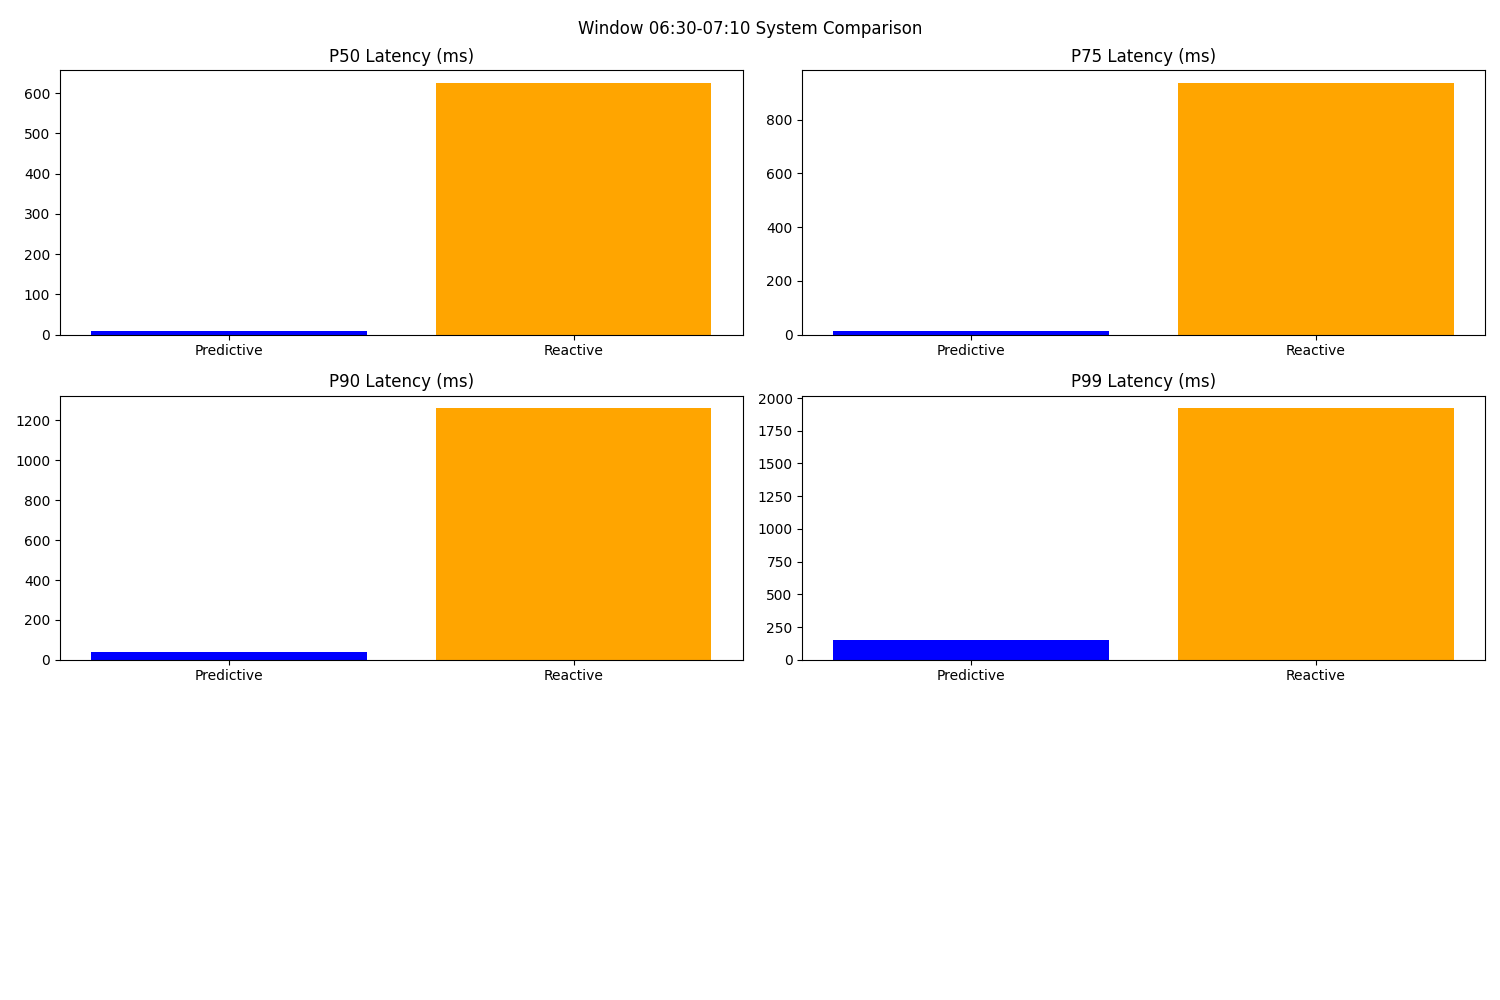 Window 06:30-07:10 System Comparison
P50 Latency (ms)
600
500
400
300
200
100
0
Predictive
Reactive
P75 Latency (ms)
800
600
400
200
0
Predictive
Reactive
P90 Latency (ms)
1200
1000
800
600
400
200
0
Predictive
Reactive
P99 Latency (ms)
2000
1750
1500
1250
1000
750
500
250
0
Predictive
Reactive